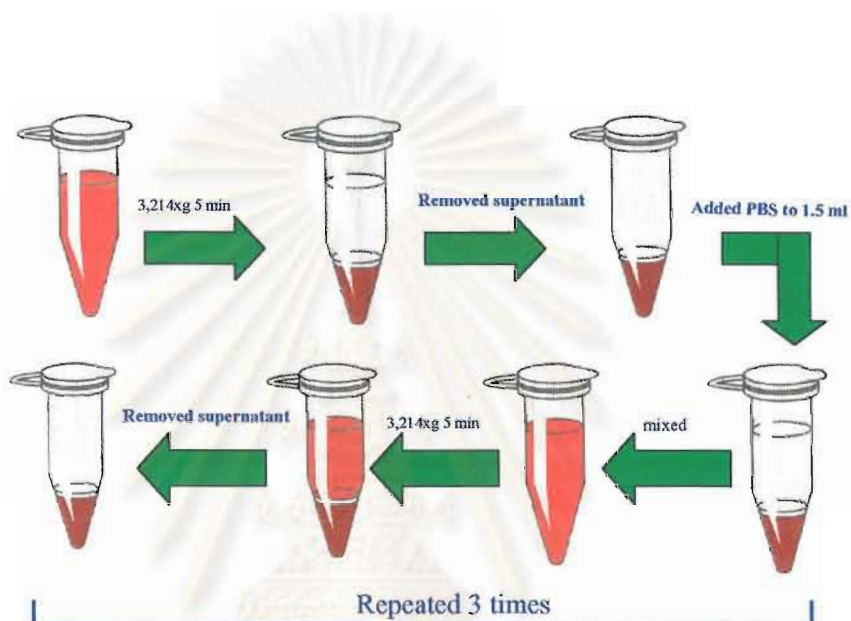 3,214xg 5 min
Removed supernatant
Added PBS to 1.5 ml
mixed
3,214xg 5 min
Removed supernatant
Repeated 3 times